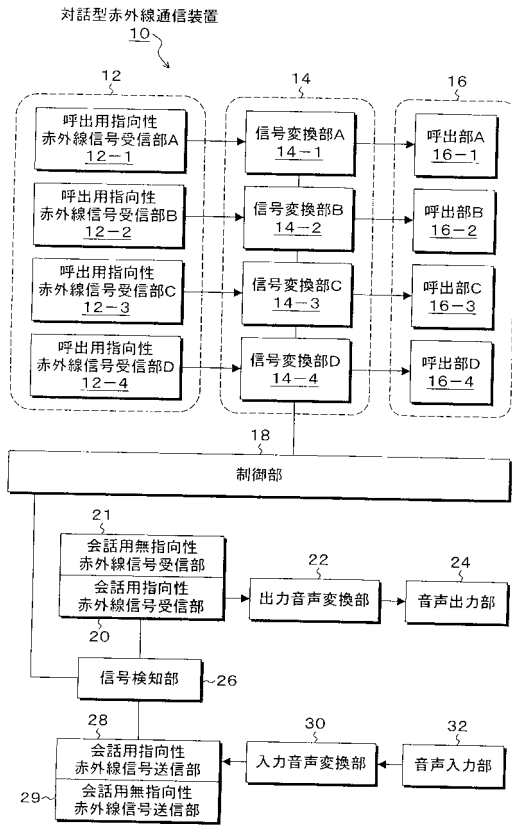 対話型赤外線通信装置
10
12
14
16
呼出用指向性
赤外線信号受信部A
12-1
信号変換部A
14-1
呼出部A
16-1
呼出用指向性
赤外線信号受信部B
12-2
信号変換部B
14-2
呼出部B
16-2
呼出用指向性
赤外線信号受信部C
12-3
信号変換部C
14-3
呼出部C
16-3
呼出用指向性
赤外線信号受信部D
12-4
信号変換部D
14-4
呼出部D
16-4
18
制御部
21
会話用無指向性
赤外線信号受信部
会話用指向性
赤外線信号受信部
20
22
出力音声変換部
24
音声出力部
信号検知部
26
28
会話用指向性
赤外線信号送信部
会話用無指向性
赤外線信号送信部
29
30
入力音声変換部
32
音声入力部